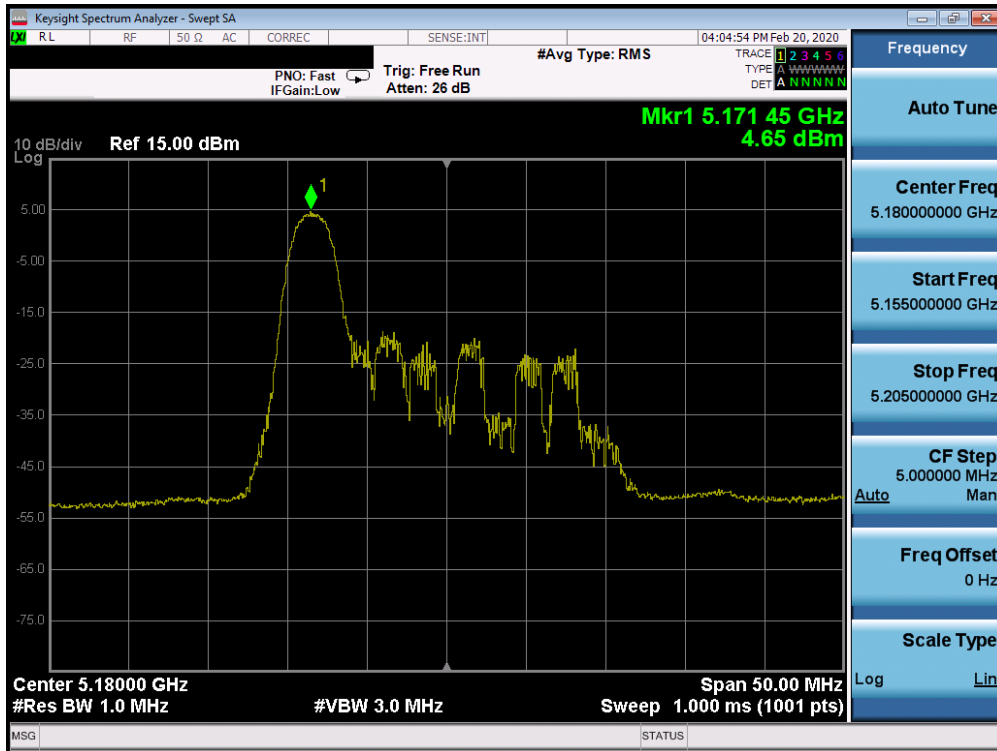 Keysight Spectrum Analyzer - Swept SA
LXI RL RF 50 Ω AC CORREC SENSE:INT 04:04:54 PM Feb 20, 2020
PNO: Fast
IFGain:Low
Trig: Free Run
Atten: 26 dB
#Avg Type: RMS
TRACE 1 2 3 4 5 6
TYPE A WWWWW
DET A N N N N N
Mkr1 5.171 45 GHz
4.65 dBm
10 dB/div Ref 15.00 dBm
Log
1
5.00
-5.00
-15.0
-25.0
-35.0
-45.0
-55.0
-65.0
-75.0
Center 5.18000 GHz Span 50.00 MHz
#Res BW 1.0 MHz #VBW 3.0 MHz Sweep 1.000 ms (1001 pts)
MSG STATUS
Frequency
Auto Tune
Center Freq
5.180000000 GHz
Start Freq
5.155000000 GHz
Stop Freq
5.205000000 GHz
CF Step
5.000000 MHz
Auto Man
Freq Offset
0 Hz
Scale Type
Log Lin